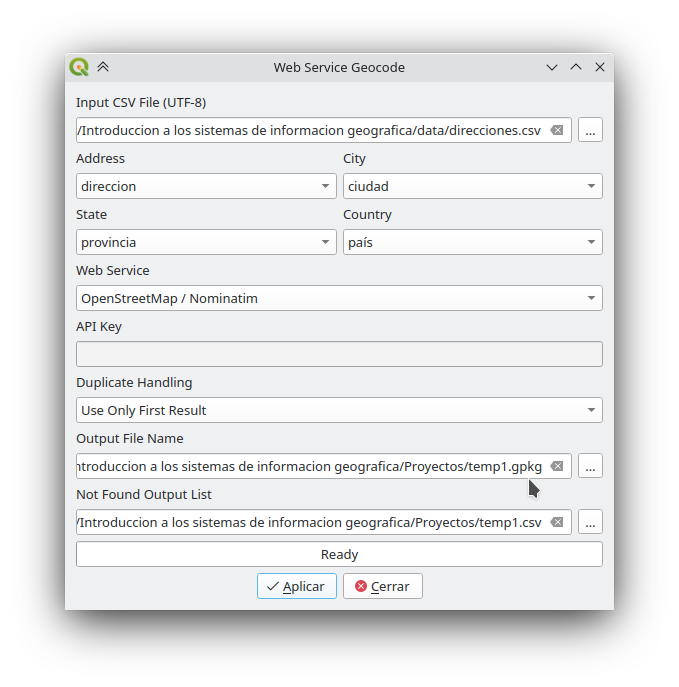 Web Service Geocode
Input CSV File (UTF-8)
/Introduccion a los sistemas de informacion geografica/data/direcciones.csv ...
Address City
direccion ciudad
State Country
provincia país
Web Service
OpenStreetMap / Nominatim
API Key
Duplicate Handling
Use Only First Result
Output File Name
ntroduccion a los sistemas de informacion geografica/Proyectos/temp1.gpkg ...
Not Found Output List
/Introduccion a los sistemas de informacion geografica/Proyectos/temp1.csv ...
Ready
Aplicar Cerrar